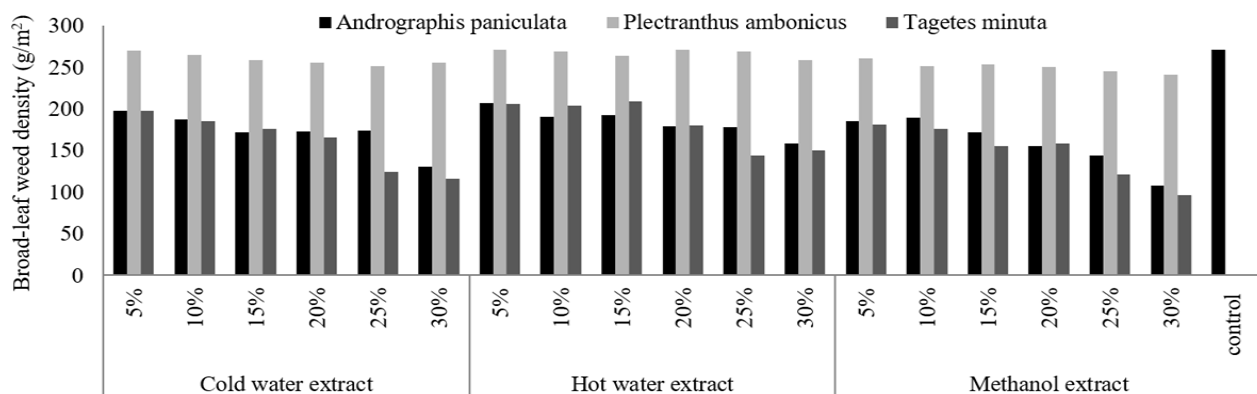 Andrographis paniculata Plectranthus ambonicus Tagetes minuta
Broad-leaf weed density (g/m²)
300
250
200
150
100
50
0
5% 10% 15% 20% 25% 30% 5% 10% 15% 20% 25% 30% 5% 10% 15% 20% 25% 30% control
Cold water extract Hot water extract Methanol extract